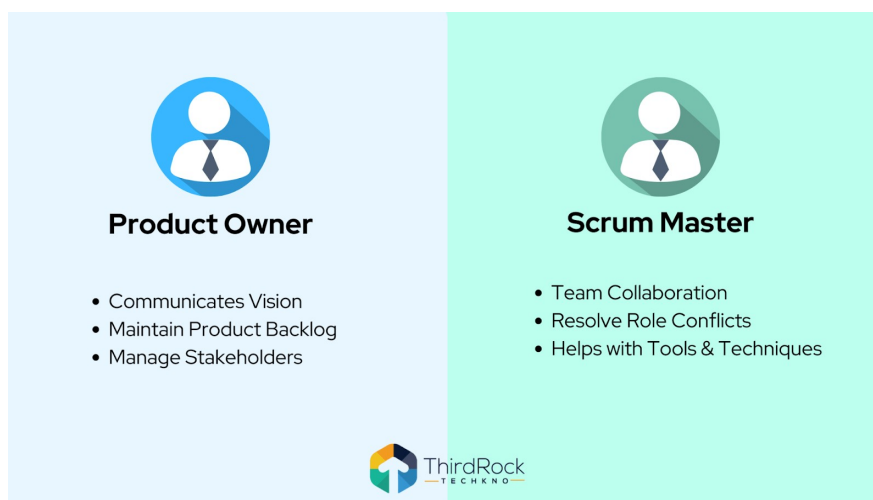 Product Owner
• Communicates Vision
• Maintain Product Backlog
• Manage Stakeholders
Scrum Master
• Team Collaboration
• Resolve Role Conflicts
• Helps with Tools & Techniques
ThirdRock
TECHKNO